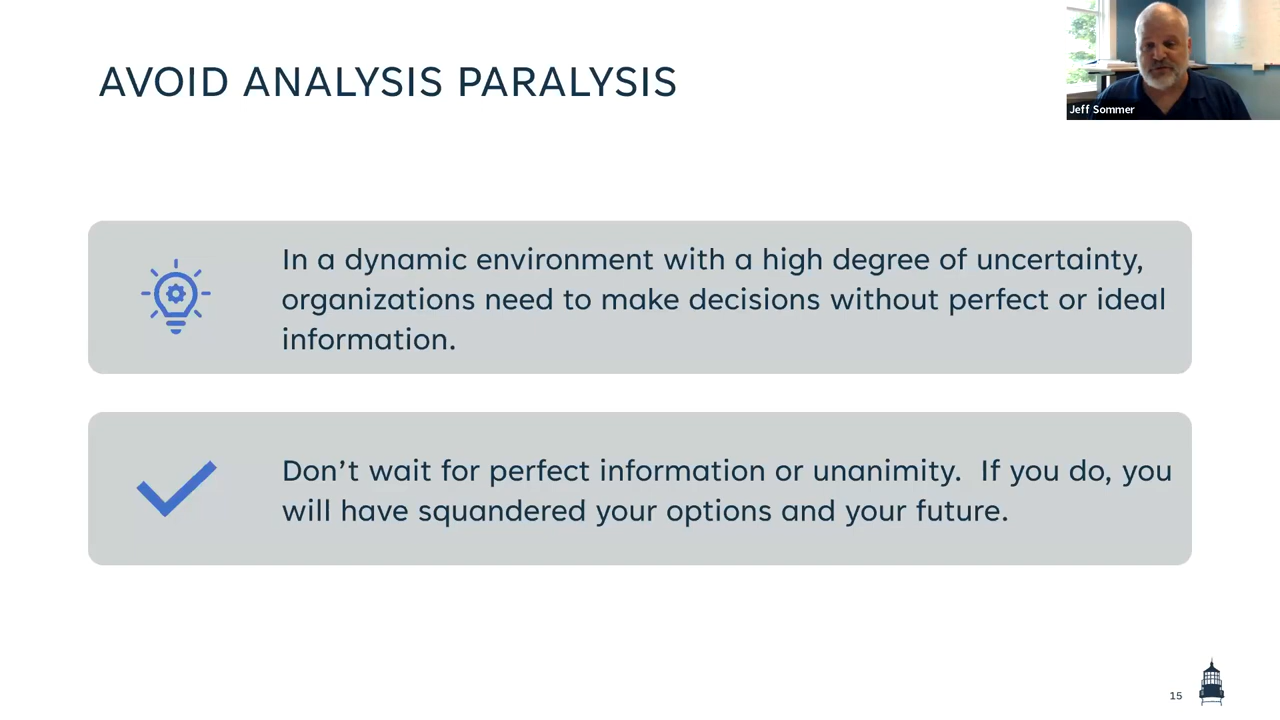 AVOID ANALYSIS PARALYSIS
Jeff Sommer
In a dynamic environment with a high degree of uncertainty,
organizations need to make decisions without perfect or ideal
information.
Don’t wait for perfect information or unanimity.  If you do, you
will have squandered your options and your future.
15